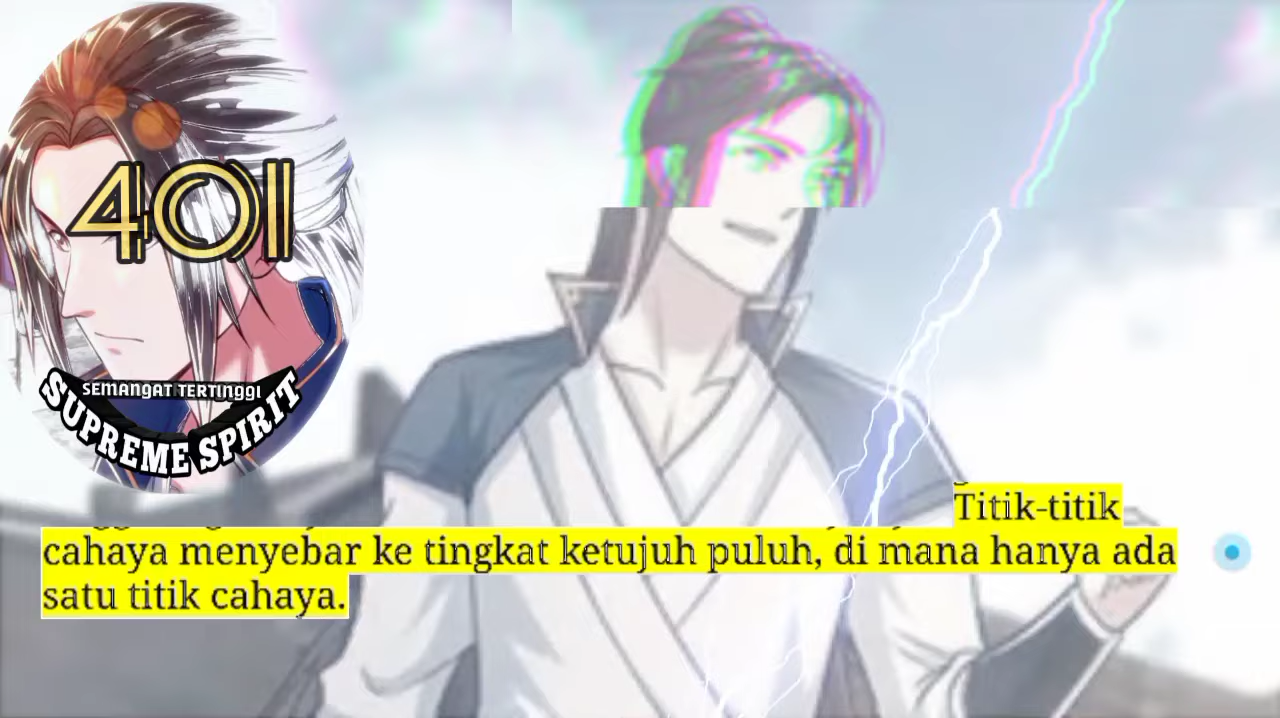 401
SEMANGAT TERTINGGI
SUPREME SPIRIT
Titik-titik
cahaya menyebar ke tingkat ketujuh puluh, di mana hanya ada
satu titik cahaya.